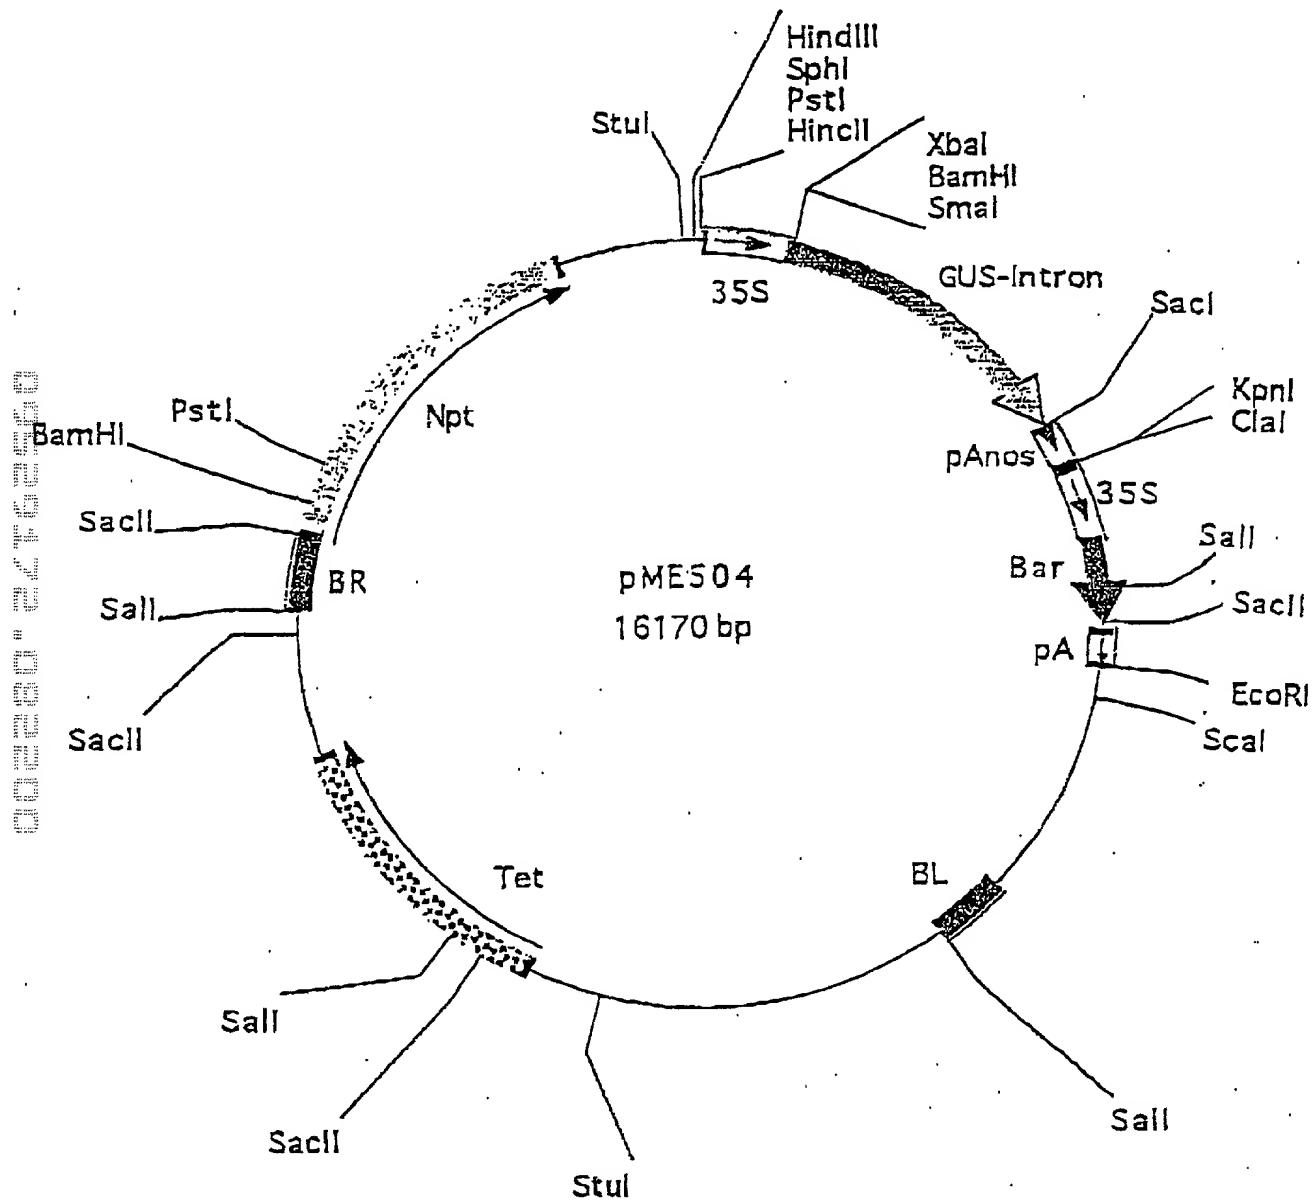 HindIII
SphI
PstI
HincII
StuI
XbaI
BamHI
SmaI
35S
GUS-Intron
SacI
KpnI
ClaI
pAnos
35S
PstI
BamHI
Npt
SacII
BR
SalI
SacII
pME504
16170 bp
Bar
SalI
SacII
pA
EcoRI
ScaI
Tet
BL
SalI
SacII
StuI
SalI